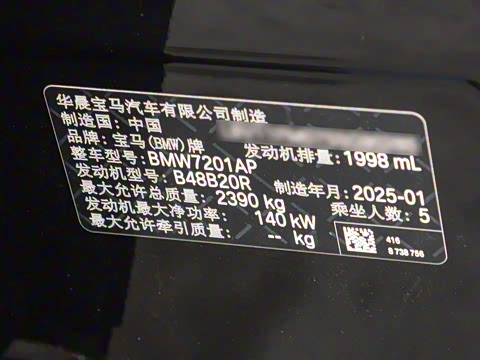 华晨宝马汽车有限公司制造
制造国：中国
品牌：宝马(BMW)牌
整车型号：BMW7201AP 发动机排量：1998 mL
发动机型号：B48B20R
最大允许总质量：2390 kg 制造年月：2025-01
发动机最大净功率：140 kW 乘坐人数：5
最大允许牵引质量：-- kg
416
8 738 756